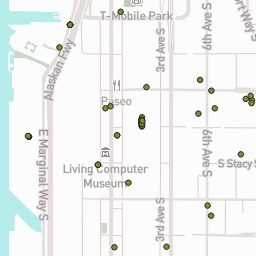 T-Mobile Park
Alaskan Fwy
3rd Ave S
6th Ave S
Way S
Paseo
E Marginal Way S
Living Computer
Museum
6th Ave S
S Stacy S
3rd Ave S